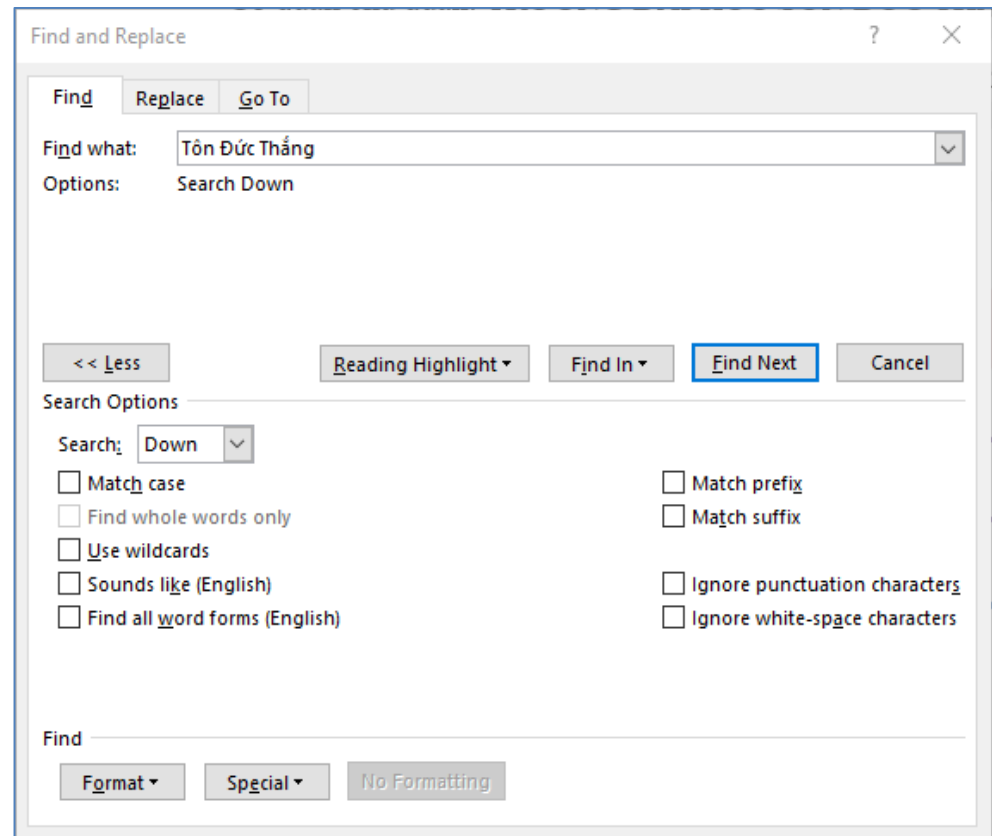 Find and Replace ? ×
Find Replace Go To
Find what: Tôn Đức Thắng
Options: Search Down
<< Less Reading Highlight Find In Find Next Cancel
Search Options
Search: Down
Match case Match prefix
Find whole words only Match suffix
Use wildcards
Sounds like (English) Ignore punctuation characters
Find all word forms (English) Ignore white-space characters
Find
Format Special No Formatting